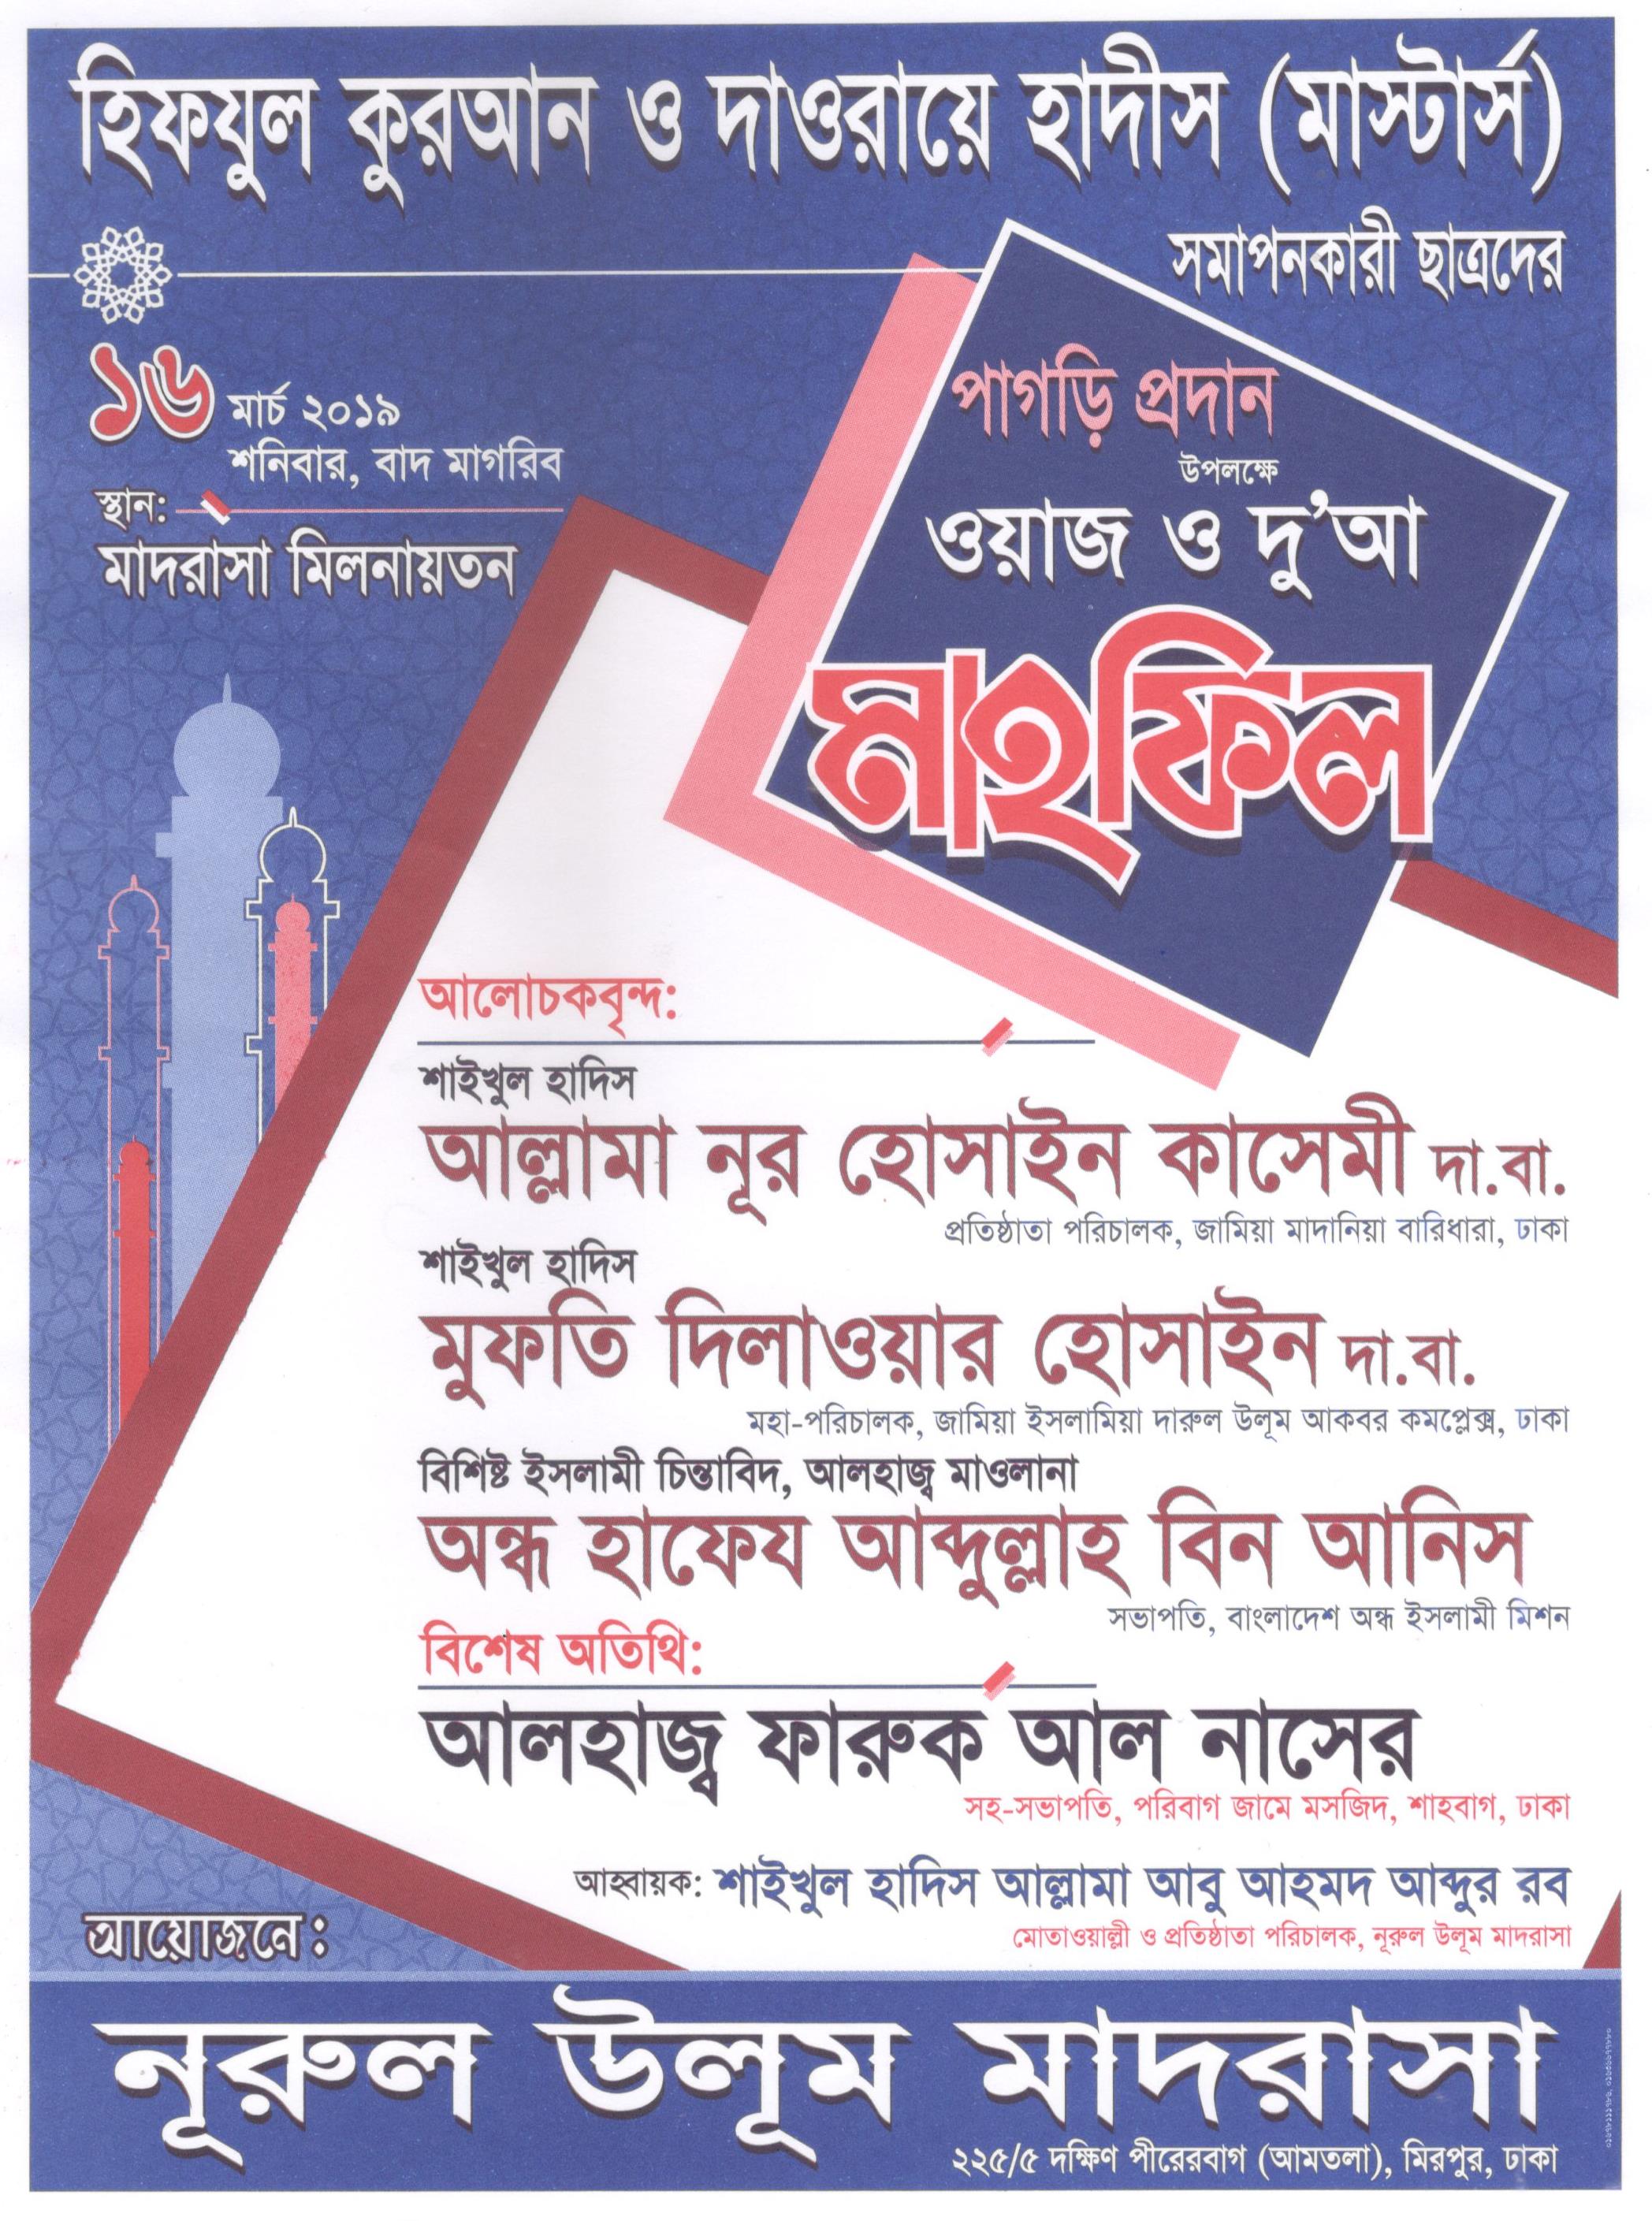 হিফযুল কুরআন ও দাওরায়ে হাদীস (মাস্টার্স)
সমাপনকারী ছাত্রদের
পাগড়ি প্রদান
উপলক্ষে
ওয়াজ ও দু'আ
মাহফিল
১৬ মার্চ ২০১৯
শনিবার, বাদ মাগরিব
স্থান:
মাদরাসা মিলনায়তন
আলোচকবৃন্দ:
শাইখুল হাদিস
আল্লামা নূর হোসাইন কাসেমী দা.বা.
প্রতিষ্ঠাতা পরিচালক, জামিয়া মাদানিয়া বারিধারা, ঢাকা
শাইখুল হাদিস
মুফতি দিলাওয়ার হোসাইন দা.বা.
মহা-পরিচালক, জামিয়া ইসলামিয়া দারুল উলূম আকবর কমপ্লেক্স, ঢাকা
বিশিষ্ট ইসলামী চিন্তাবিদ, আলহাজ্ব মাওলানা
অন্ধ হাফেয আব্দুল্লাহ বিন আনিস
সভাপতি, বাংলাদেশ অন্ধ ইসলামী মিশন
বিশেষ অতিথি:
আলহাজ্ব ফারুক আল নাসের
সহ-সভাপতি, পরিবাগ জামে মসজিদ, শাহবাগ, ঢাকা
আহ্বায়ক: শাইখুল হাদিস আল্লামা আবু আহমদ আব্দুর রব
মোতাওয়াল্লী ও প্রতিষ্ঠাতা পরিচালক, নূরুল উলূম মাদরাসা
আয়োজনে:
নূরুল উলূম মাদরাসা
২২৫/৫ দক্ষিণ পীরেরবাগ (আমতলা), মিরপুর, ঢাকা